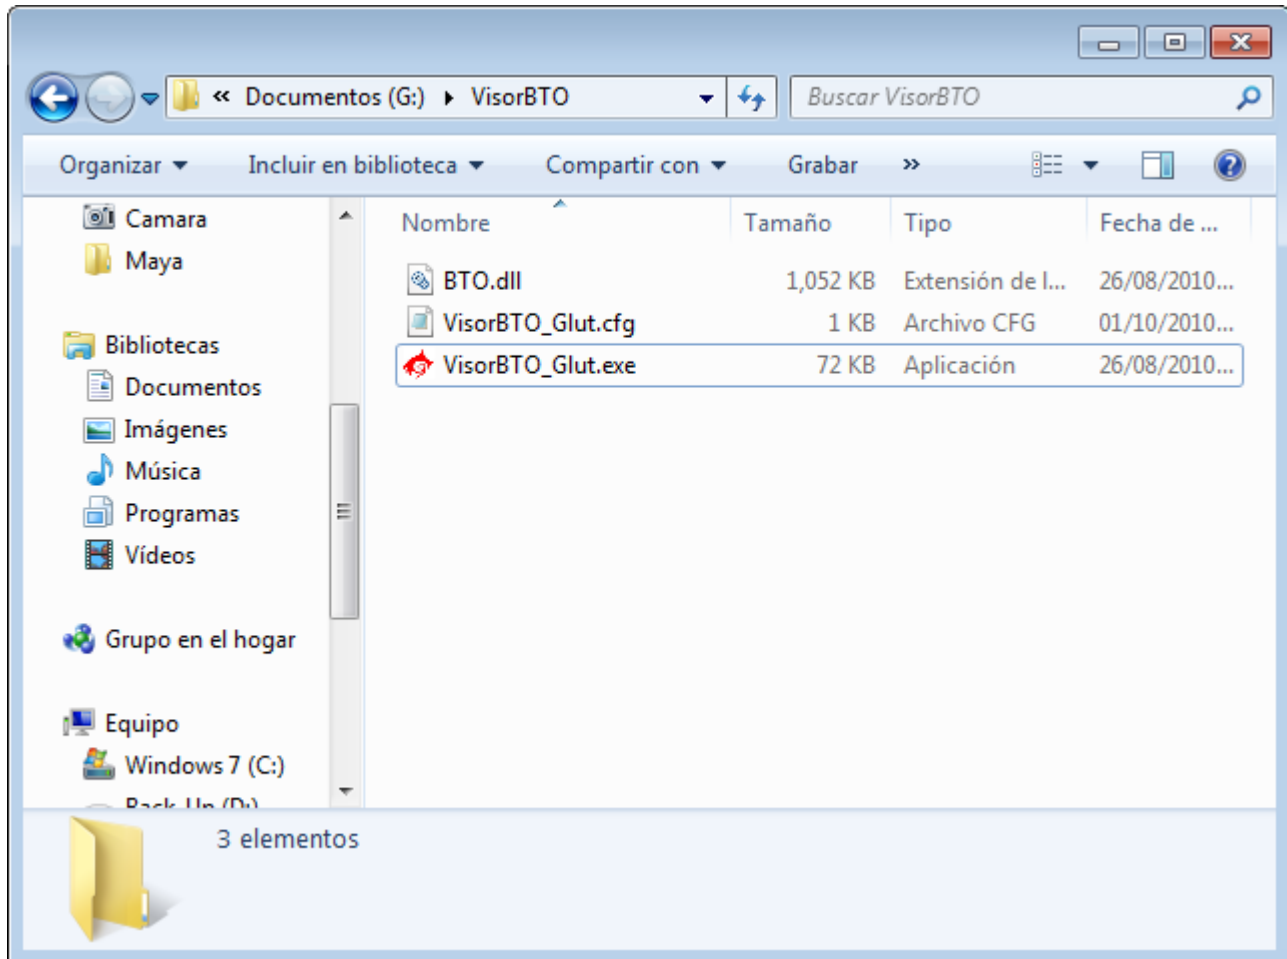 « Documentos (G:) VisorBTO Buscar VisorBTO
Organizar Incluir en biblioteca Compartir con Grabar »
Camara
Maya
Bibliotecas
Documentos
Imágenes
Música
Programas
Vídeos
Grupo en el hogar
Equipo
Windows 7 (C:)
Nombre Tamaño Tipo Fecha de ...
BTO.dll 1,052 KB Extensión de l... 26/08/2010...
VisorBTO_Glut.cfg 1 KB Archivo CFG 01/10/2010...
VisorBTO_Glut.exe 72 KB Aplicación 26/08/2010...
3 elementos